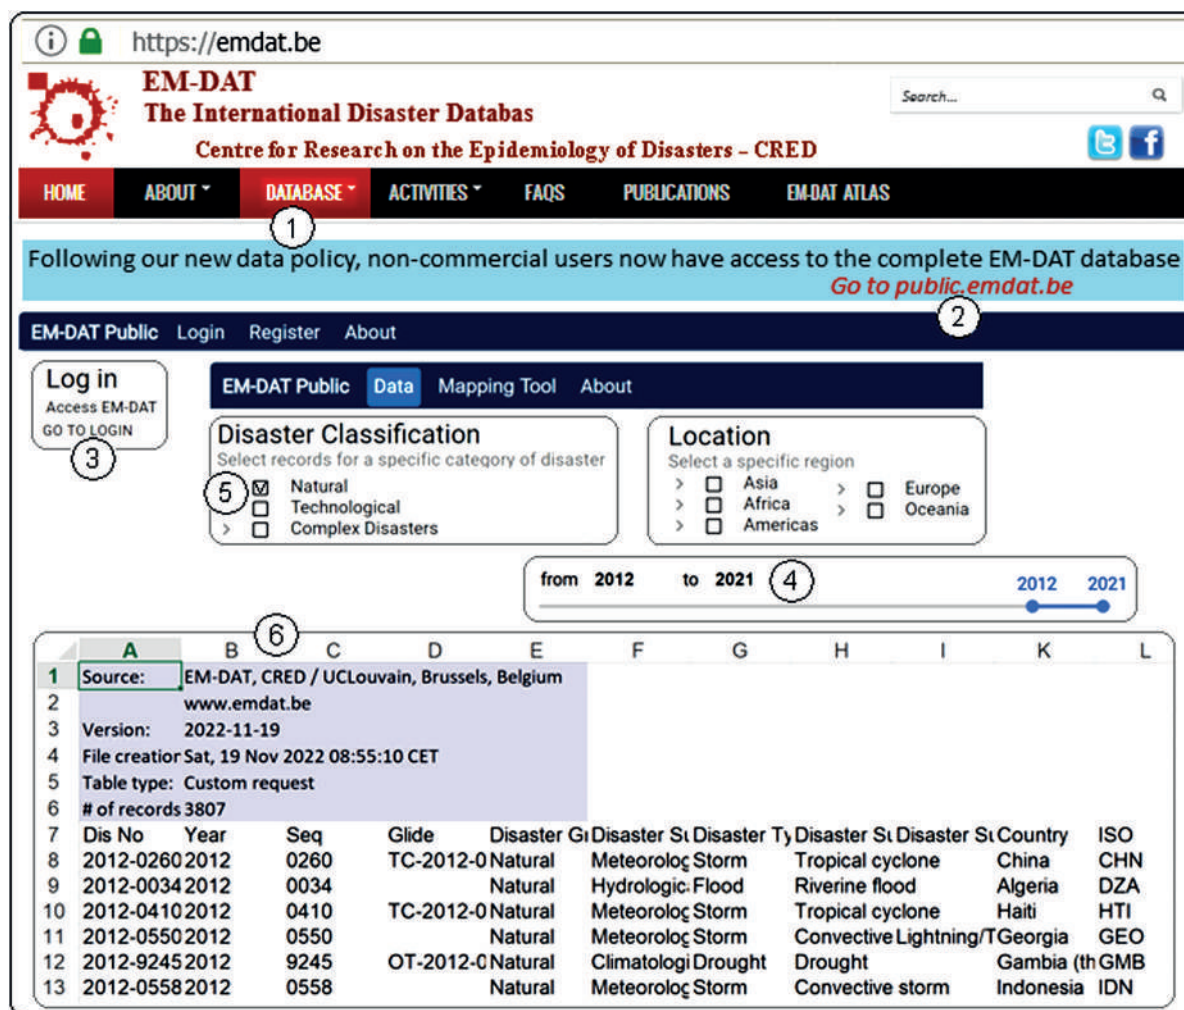 https://emdat.be
EM-DAT
The International Disaster Databas
Centre for Research on the Epidemiology of Disasters - CRED
Search...
HOME ABOUT DATABASE ACTIVITIES FAQS PUBLICATIONS EM-DAT ATLAS
1
Following our new data policy, non-commercial users now have access to the complete EM-DAT database
Go to public.emdat.be
2
EM-DAT Public Login Register About
Log in
Access EM-DAT
GO TO LOGIN
3
EM-DAT Public Data Mapping Tool About
Disaster Classification
Select records for a specific category of disaster
5
Natural
Technological
Complex Disasters
Location
Select a specific region
Asia Europe
Africa Oceania
Americas
from 2012 to 2021 4 2012 2021
6
A B C D E F G H I K L
1 Source: EM-DAT, CRED / UCLouvain, Brussels, Belgium
2 www.emdat.be
3 Version: 2022-11-19
4 File creation Sat, 19 Nov 2022 08:55:10 CET
5 Table type: Custom request
6 # of records 3807
7 Dis No Year Seq Glide Disaster Gr Disaster Su Disaster Ty Disaster Su Disaster Su Country ISO
8 2012-0260 2012 0260 TC-2012-0 Natural Meteorolog Storm Tropical cyclone China CHN
9 2012-0034 2012 0034 Natural Hydrologic Flood Riverine flood Algeria DZA
10 2012-0410 2012 0410 TC-2012-0 Natural Meteorolog Storm Tropical cyclone Haiti HTI
11 2012-0550 2012 0550 Natural Meteorolog Storm Convective Lightning/T Georgia GEO
12 2012-9245 2012 9245 OT-2012-0 Natural Climatologi Drought Drought Gambia (th GMB
13 2012-0558 2012 0558 Natural Meteorolog Storm Convective storm Indonesia IDN